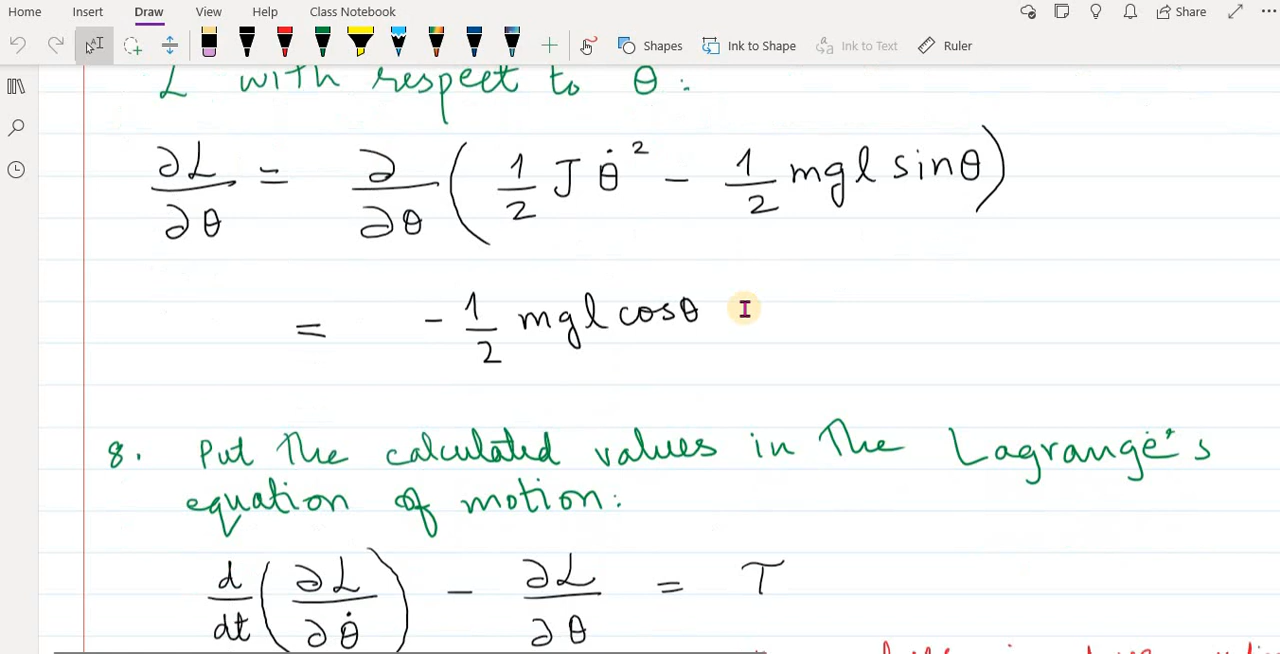 Home Insert Draw View Help Class Notebook
Share
Shapes Ink to Shape Ink to Text Ruler
L with respect to θ :
∂L/∂θ = ∂/∂θ ( 1/2 J θ̇² - 1/2 mgl sinθ )
= - 1/2 mgl cosθ
8. Put the calculated values in the Lagrange's
equation of motion:
d/dt ( ∂L/∂θ̇ ) - ∂L/∂θ = T